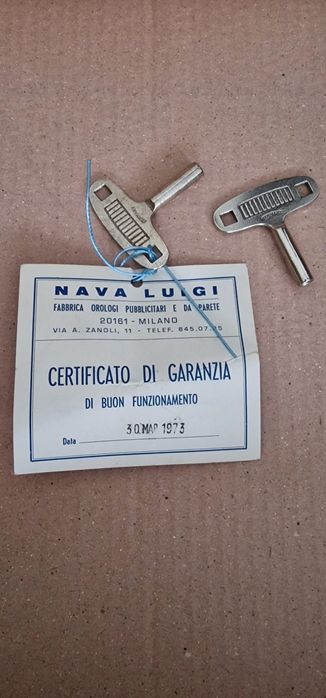 NAVA LUIGI
FABBRICA OROLOGI PUBBLICITARI E DA PARETE
20161 - MILANO
VIA A. ZANOLI, 11 - TELEF. 645.07.15
CERTIFICATO DI GARANZIA
DI BUON FUNZIONAMENTO
Data 30 MAR 1973